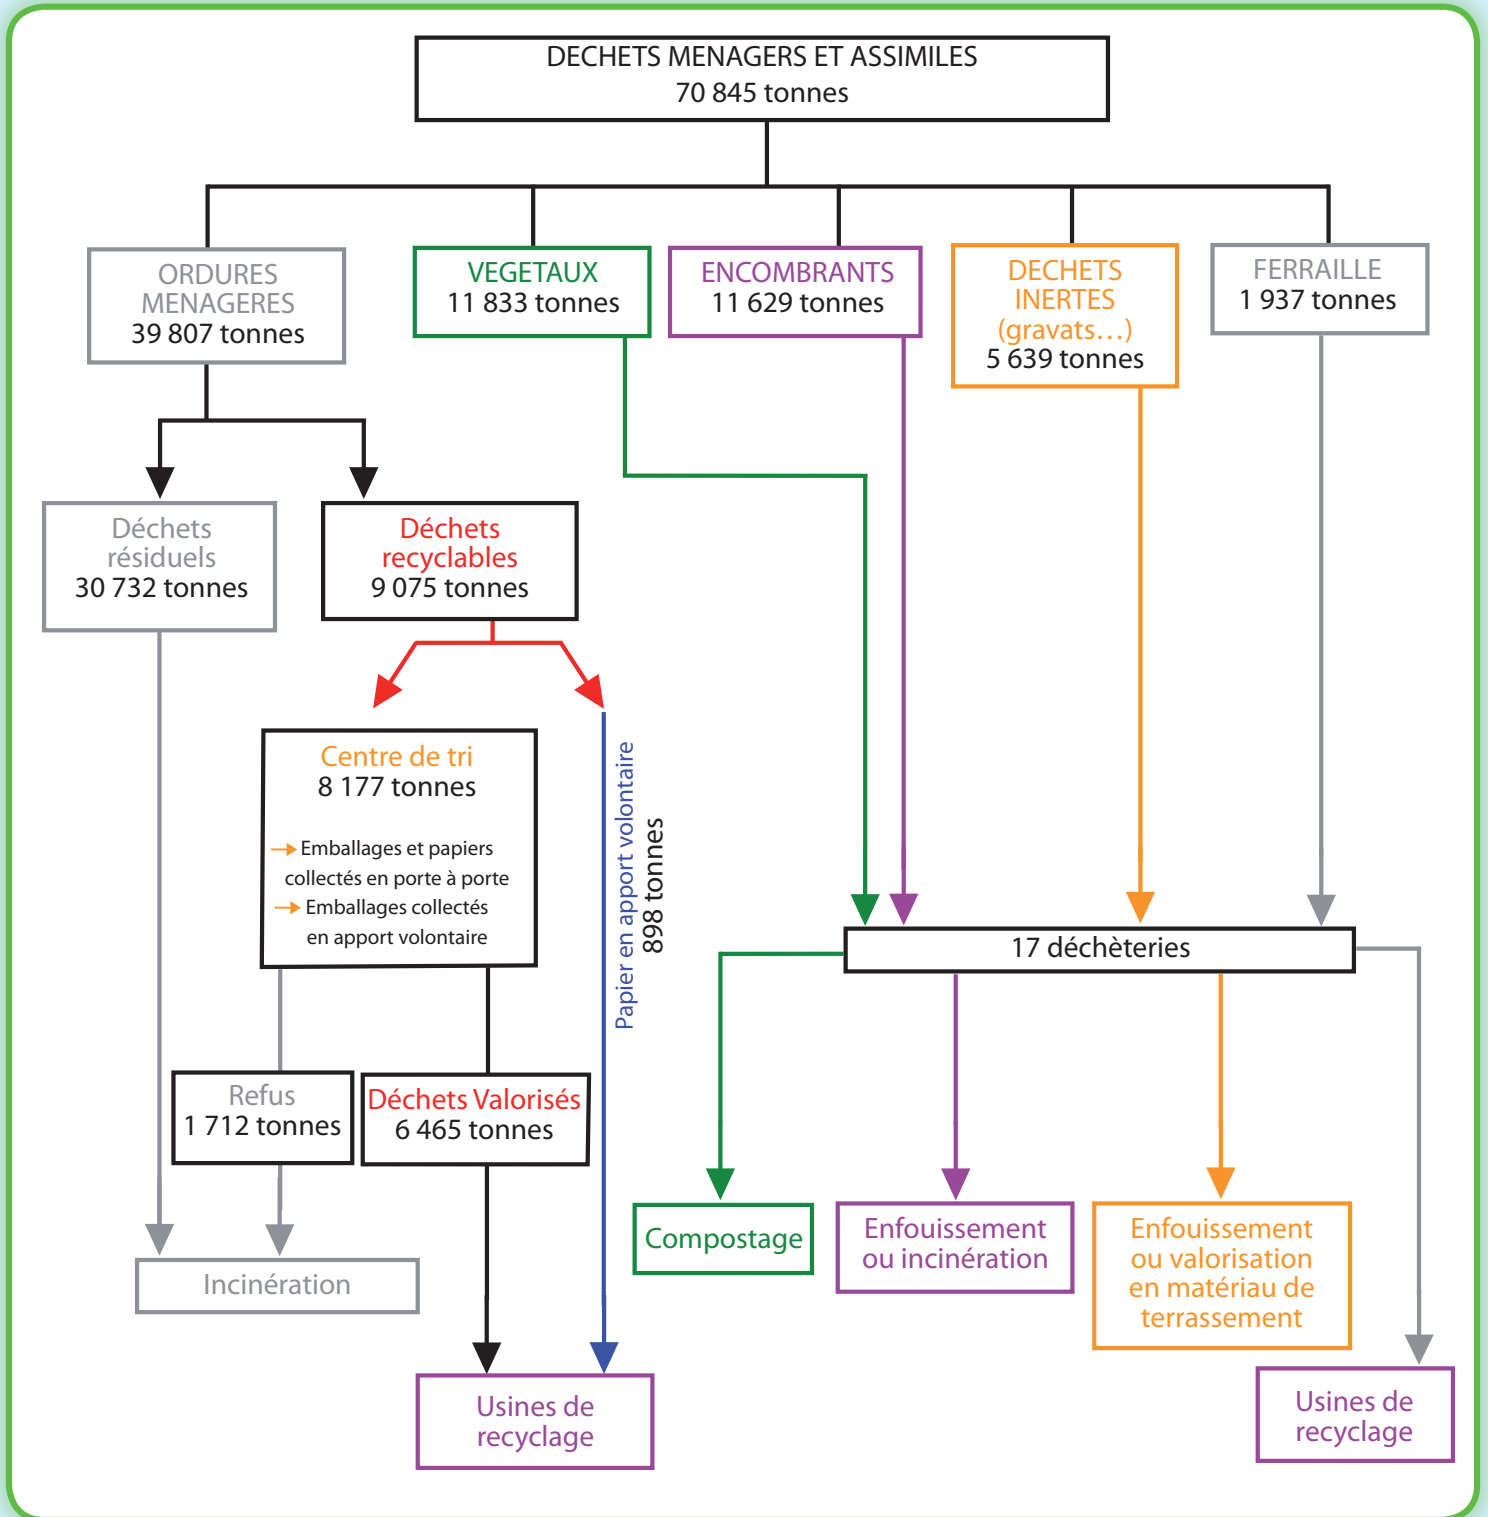 DECHETS MENAGERS ET ASSIMILES
70 845 tonnes
ORDURES
MENAGERES
39 807 tonnes
VEGETAUX
11 833 tonnes
ENCOMBRANTS
11 629 tonnes
DECHETS
INERTES
(gravats…)
5 639 tonnes
FERRAILLE
1 937 tonnes
Déchets
résiduels
30 732 tonnes
Déchets
recyclables
9 075 tonnes
Centre de tri
8 177 tonnes
Emballages et papiers
collectés en porte à porte
Emballages collectés
en apport volontaire
Papier en apport volontaire
898 tonnes
17 déchèteries
Refus
1 712 tonnes
Déchets Valorisés
6 465 tonnes
Incinération
Compostage
Enfouissement
ou incinération
Enfouissement
ou valorisation
en matériau de
terrassement
Usines de
recyclage
Usines de
recyclage